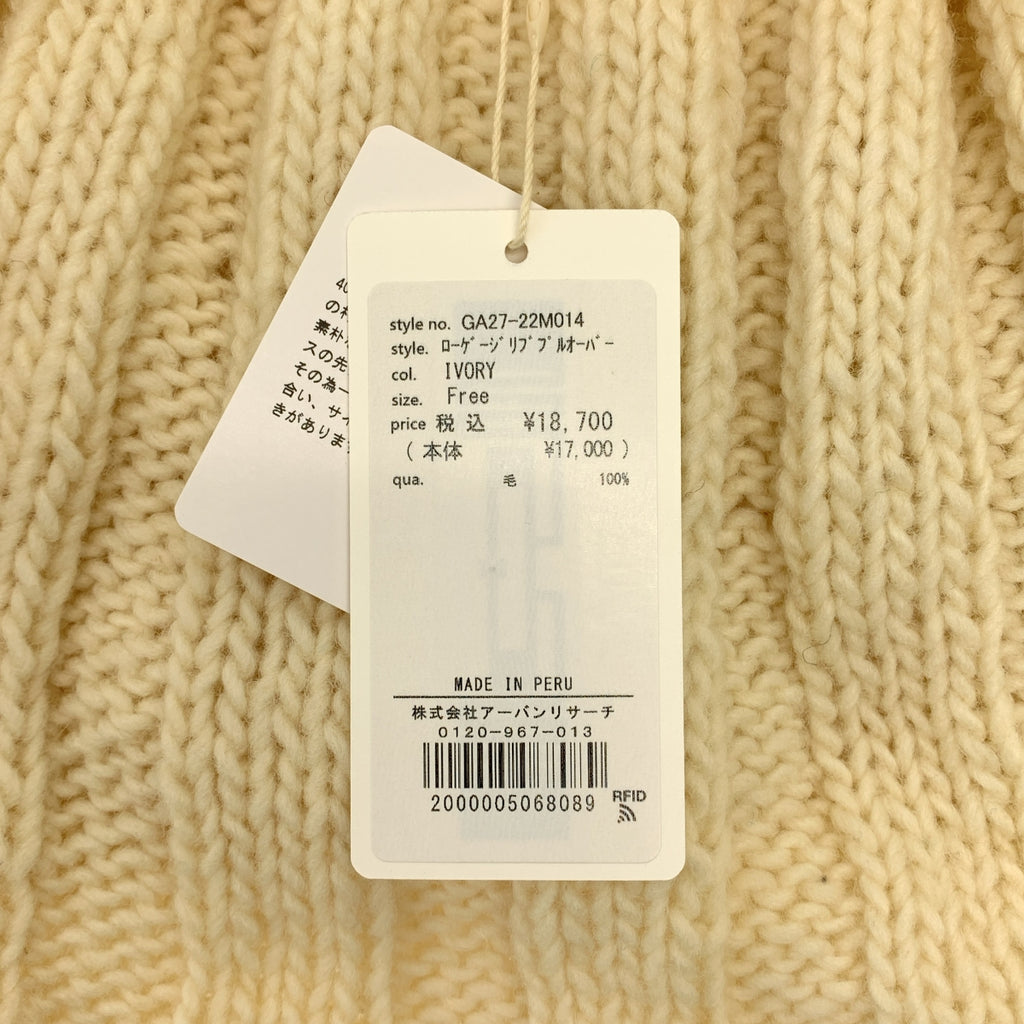 style no. GA27-22M014
style. ﾛｰｹﾞｰｼﾞﾘﾌﾞﾌﾟﾙｵｰﾊﾞｰ
col. IVORY
size. Free
price 税込 ¥18,700
(本体 ¥17,000)
qua. 毛 100%
MADE IN PERU
株式会社アーバンリサーチ
0120-967-013
2000005068089
RFID
の
素朴
スの先
その為一
合い、サイ
きがありま